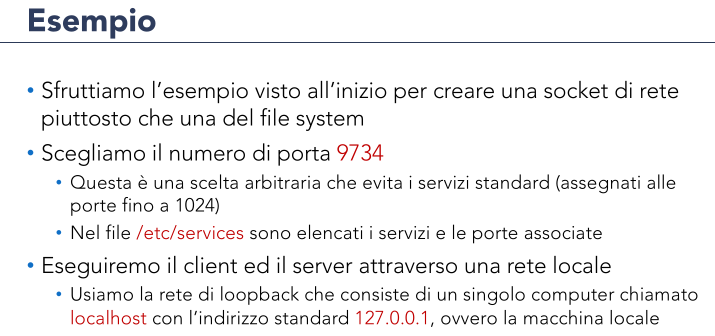 Esempio
• Sfruttiamo l'esempio visto all'inizio per creare una socket di rete
piuttosto che una del file system
• Scegliamo il numero di porta 9734
• Questa è una scelta arbitraria che evita i servizi standard (assegnati alle
porte fino a 1024)
• Nel file /etc/services sono elencati i servizi e le porte associate
• Eseguiremo il client ed il server attraverso una rete locale
• Usiamo la rete di loopback che consiste di un singolo computer chiamato
localhost con l'indirizzo standard 127.0.0.1, ovvero la macchina locale